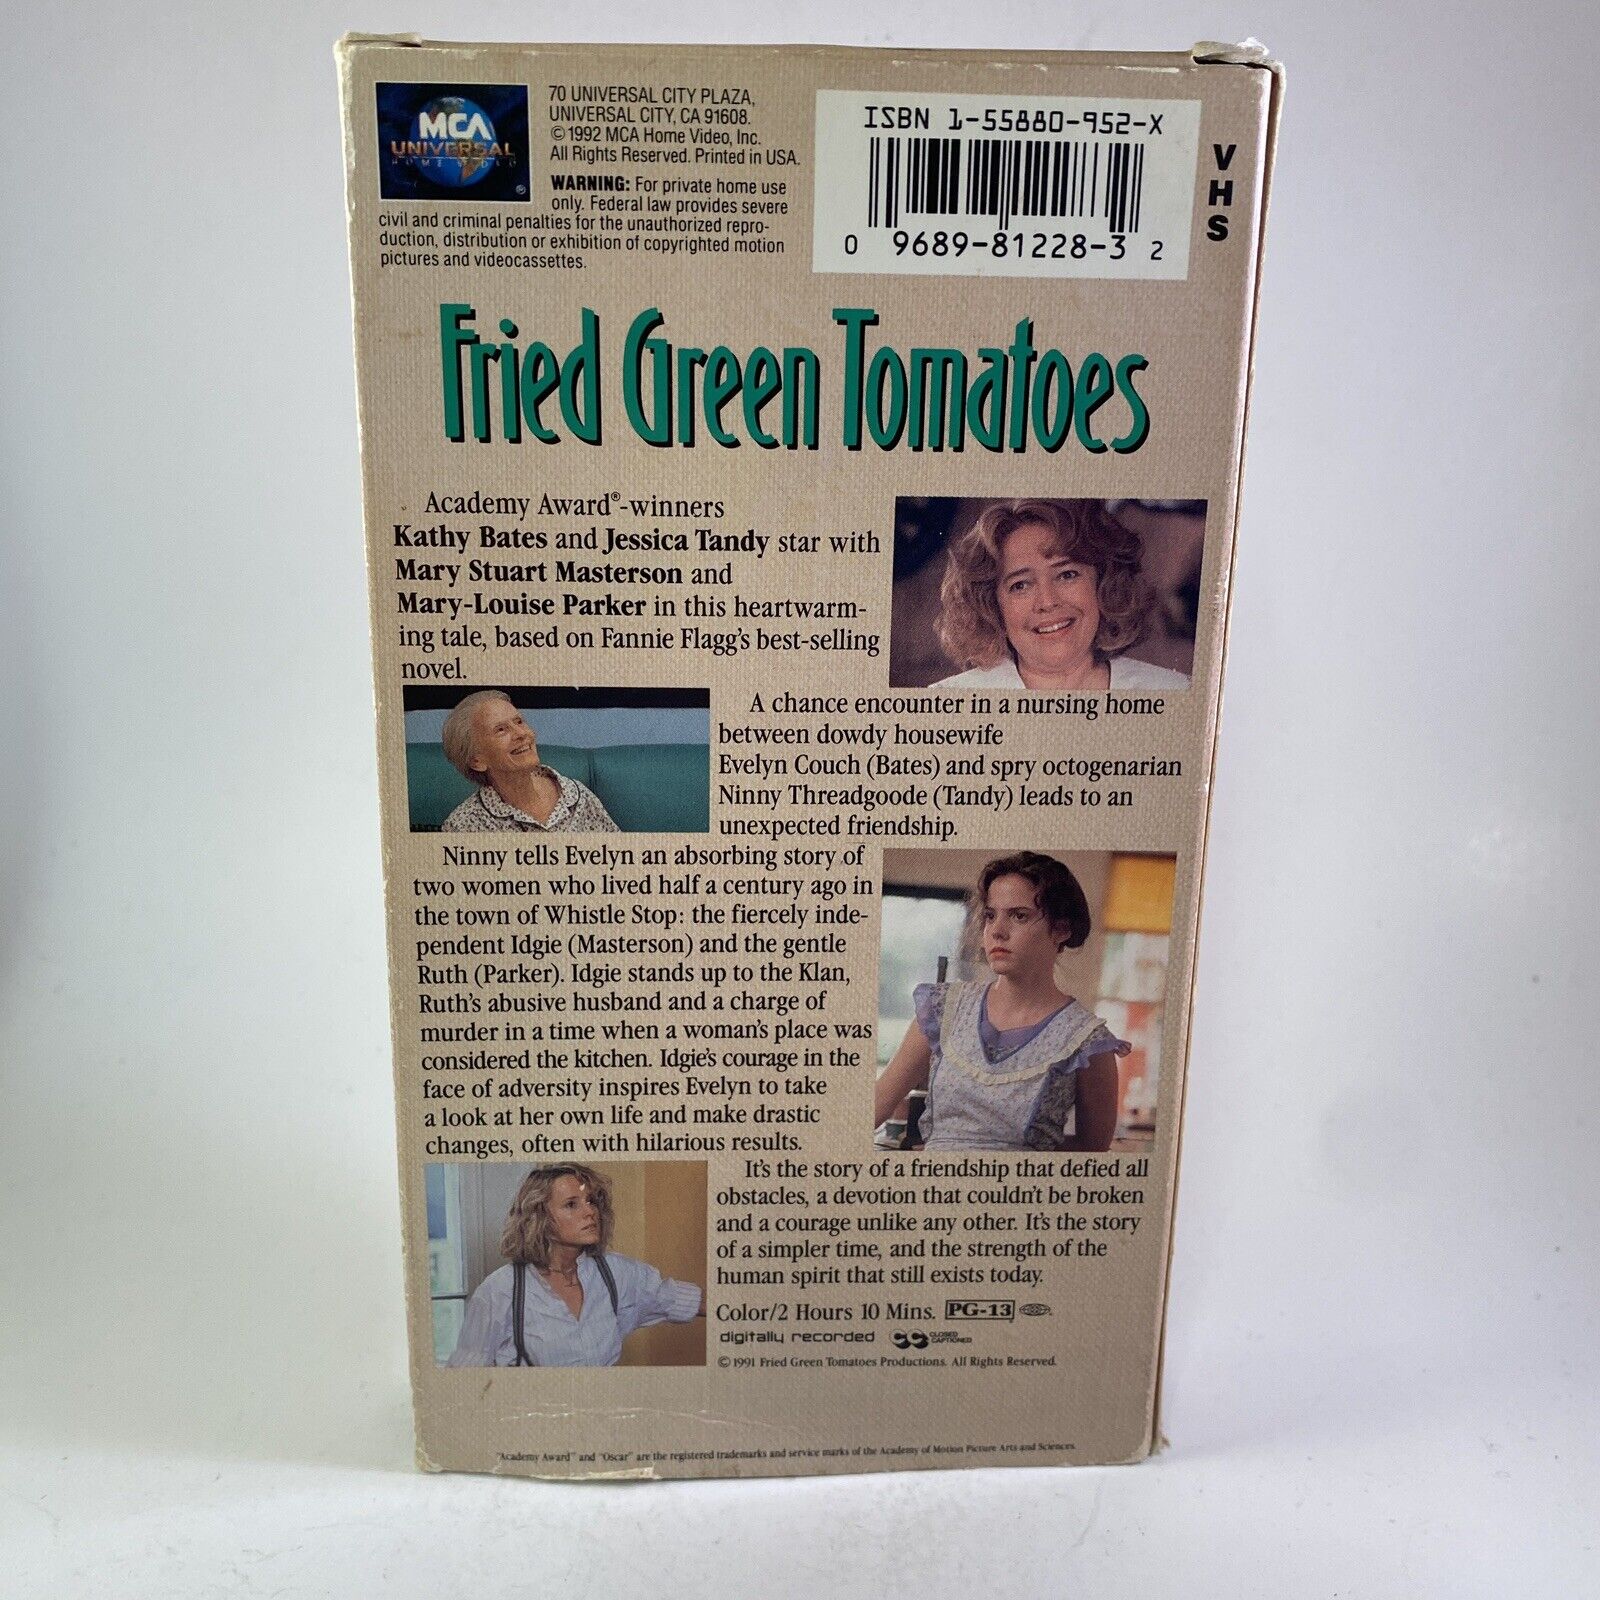 MCA
UNIVERSAL
HOME VIDEO
®
70 UNIVERSAL CITY PLAZA,
UNIVERSAL CITY, CA 91608.
©1992 MCA Home Video, Inc.
All Rights Reserved. Printed in USA.
WARNING: For private home use
only. Federal law provides severe
civil and criminal penalties for the unauthorized repro-
duction, distribution or exhibition of copyrighted motion
pictures and videocassettes.
ISBN 1-55880-952-X
0 9689-81228-3 2
VHS
Fried Green Tomatoes
Academy Award®-winners
Kathy Bates and Jessica Tandy star with
Mary Stuart Masterson and
Mary-Louise Parker in this heartwarm-
ing tale, based on Fannie Flagg's best-selling
novel.
A chance encounter in a nursing home
between dowdy housewife
Evelyn Couch (Bates) and spry octogenarian
Ninny Threadgoode (Tandy) leads to an
unexpected friendship.
Ninny tells Evelyn an absorbing story of
two women who lived half a century ago in
the town of Whistle Stop: the fiercely inde-
pendent Idgie (Masterson) and the gentle
Ruth (Parker). Idgie stands up to the Klan,
Ruth's abusive husband and a charge of
murder in a time when a woman's place was
considered the kitchen. Idgie's courage in the
face of adversity inspires Evelyn to take
a look at her own life and make drastic
changes, often with hilarious results.
It's the story of a friendship that defied all
obstacles, a devotion that couldn't be broken
and a courage unlike any other. It's the story
of a simpler time, and the strength of the
human spirit that still exists today.
Color/2 Hours 10 Mins. PG-13
digitally recorded CC CLOSED CAPTIONED
© 1991 Fried Green Tomatoes Productions. All Rights Reserved.
"Academy Award" and "Oscar" are the registered trademarks and service marks of the Academy of Motion Picture Arts and Sciences.